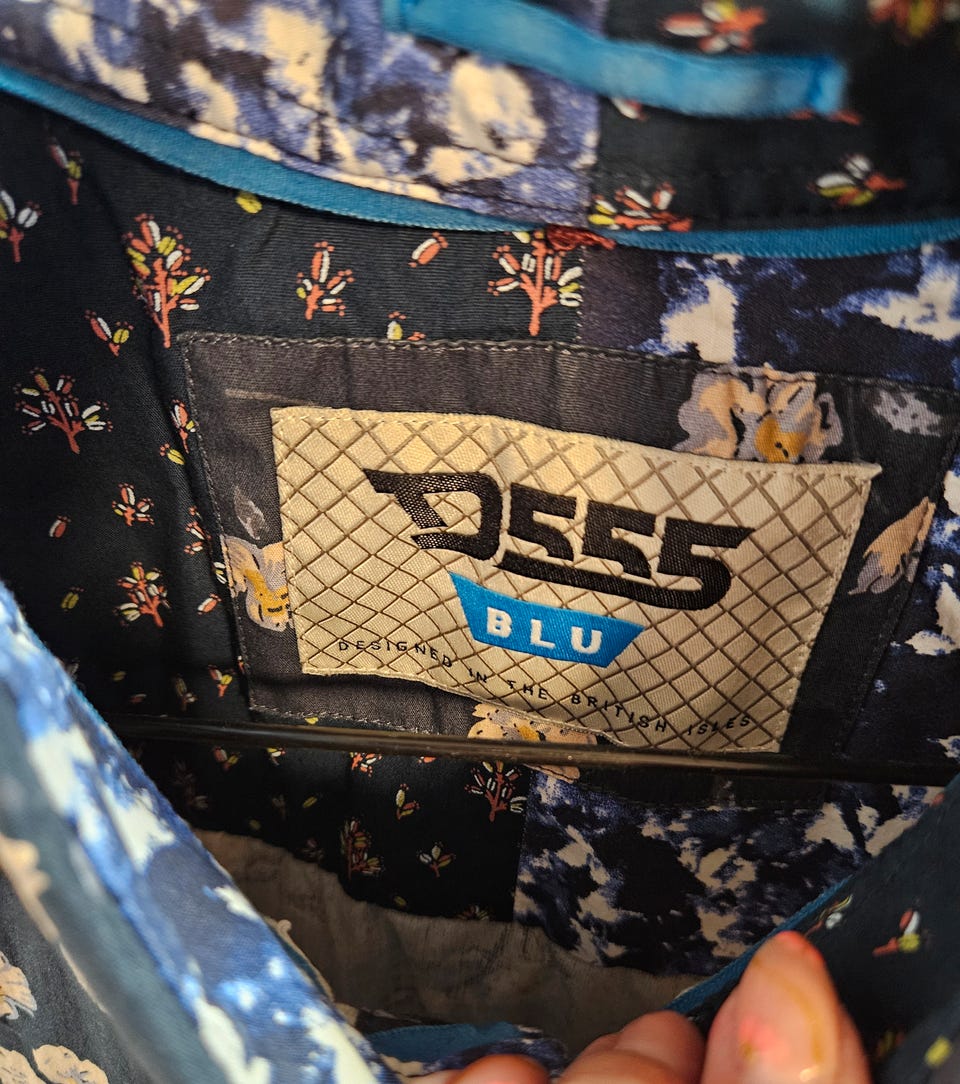 D555
BLU
DESIGNED IN THE BRITISH ISLES